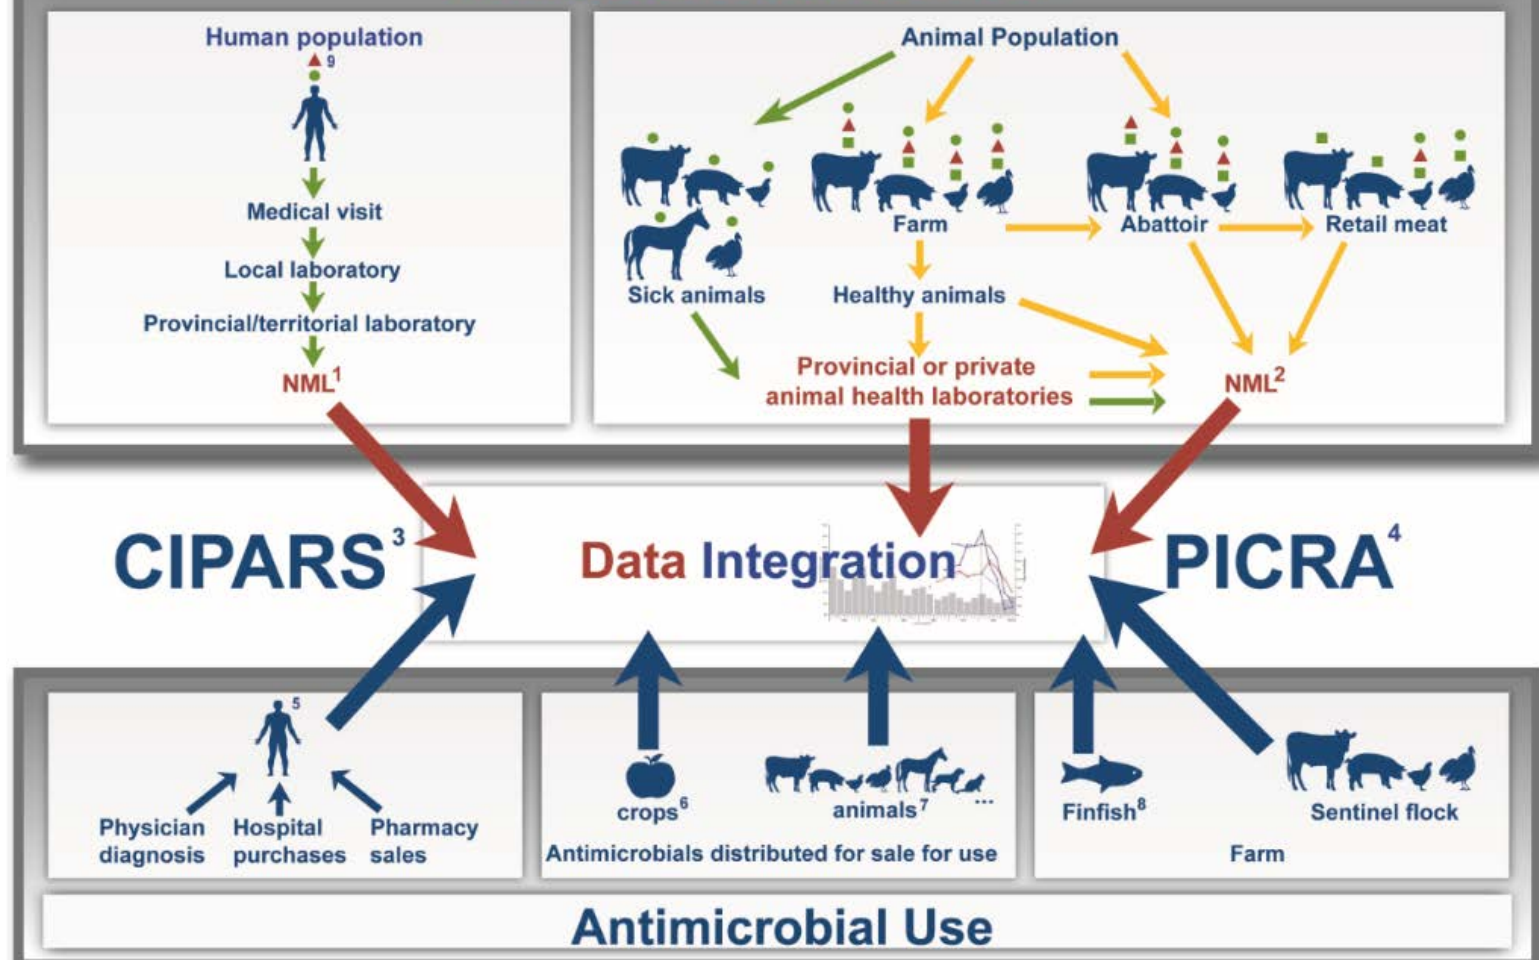 Human population
9
Medical visit
Local laboratory
Provincial/territorial laboratory
NML1
Animal Population
Farm
Abattoir
Retail meat
Sick animals
Healthy animals
Provincial or private
animal health laboratories
NML2
CIPARS3
Data Integration
PICRA4
5
Physician
diagnosis
Hospital
purchases
Pharmacy
sales
crops6
animals7
...
Antimicrobials distributed for sale for use
Finfish8
Sentinel flock
Farm
Antimicrobial Use